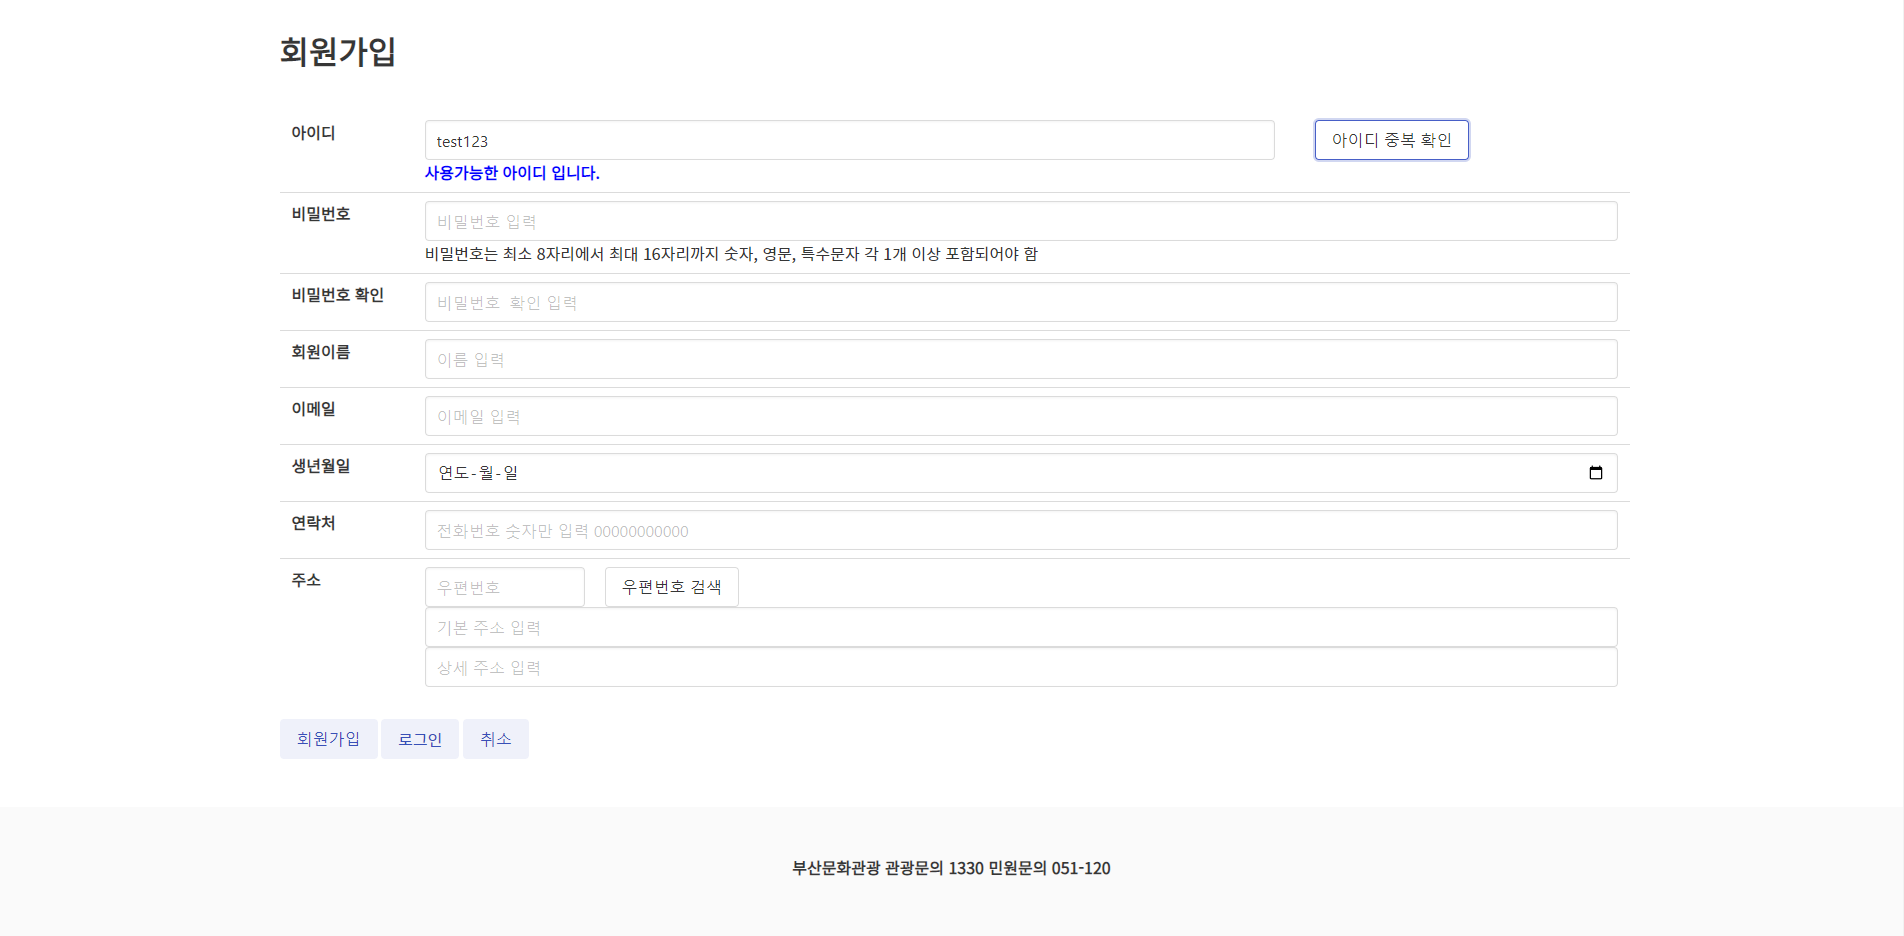 회원가입
아이디 test123 아이디 중복 확인
사용가능한 아이디 입니다.
비밀번호 비밀번호 입력
비밀번호는 최소 8자리에서 최대 16자리까지 숫자, 영문, 특수문자 각 1개 이상 포함되어야 함
비밀번호 확인 비밀번호 확인 입력
회원이름 이름 입력
이메일 이메일 입력
생년월일 연도-월-일
연락처 전화번호 숫자만 입력 00000000000
주소 우편번호 우편번호 검색
기본 주소 입력
상세 주소 입력
회원가입 로그인 취소
부산문화관광 관광문의 1330 민원문의 051-120